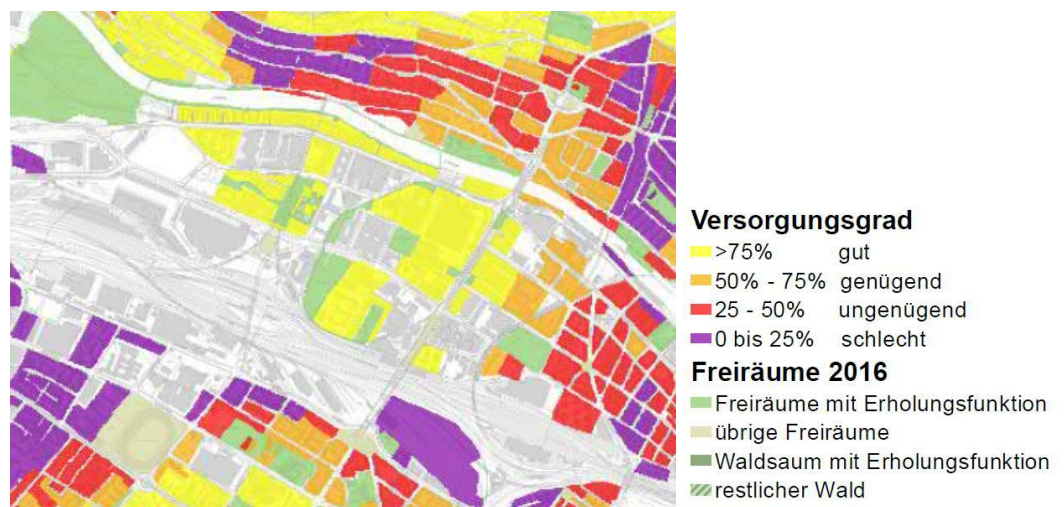 Versorgungsgrad
>75% gut
50% - 75% genügend
25 - 50% ungenügend
0 bis 25% schlecht
Freiräume 2016
Freiräume mit Erholungsfunktion
übrige Freiräume
Waldsaum mit Erholungsfunktion
restlicher Wald